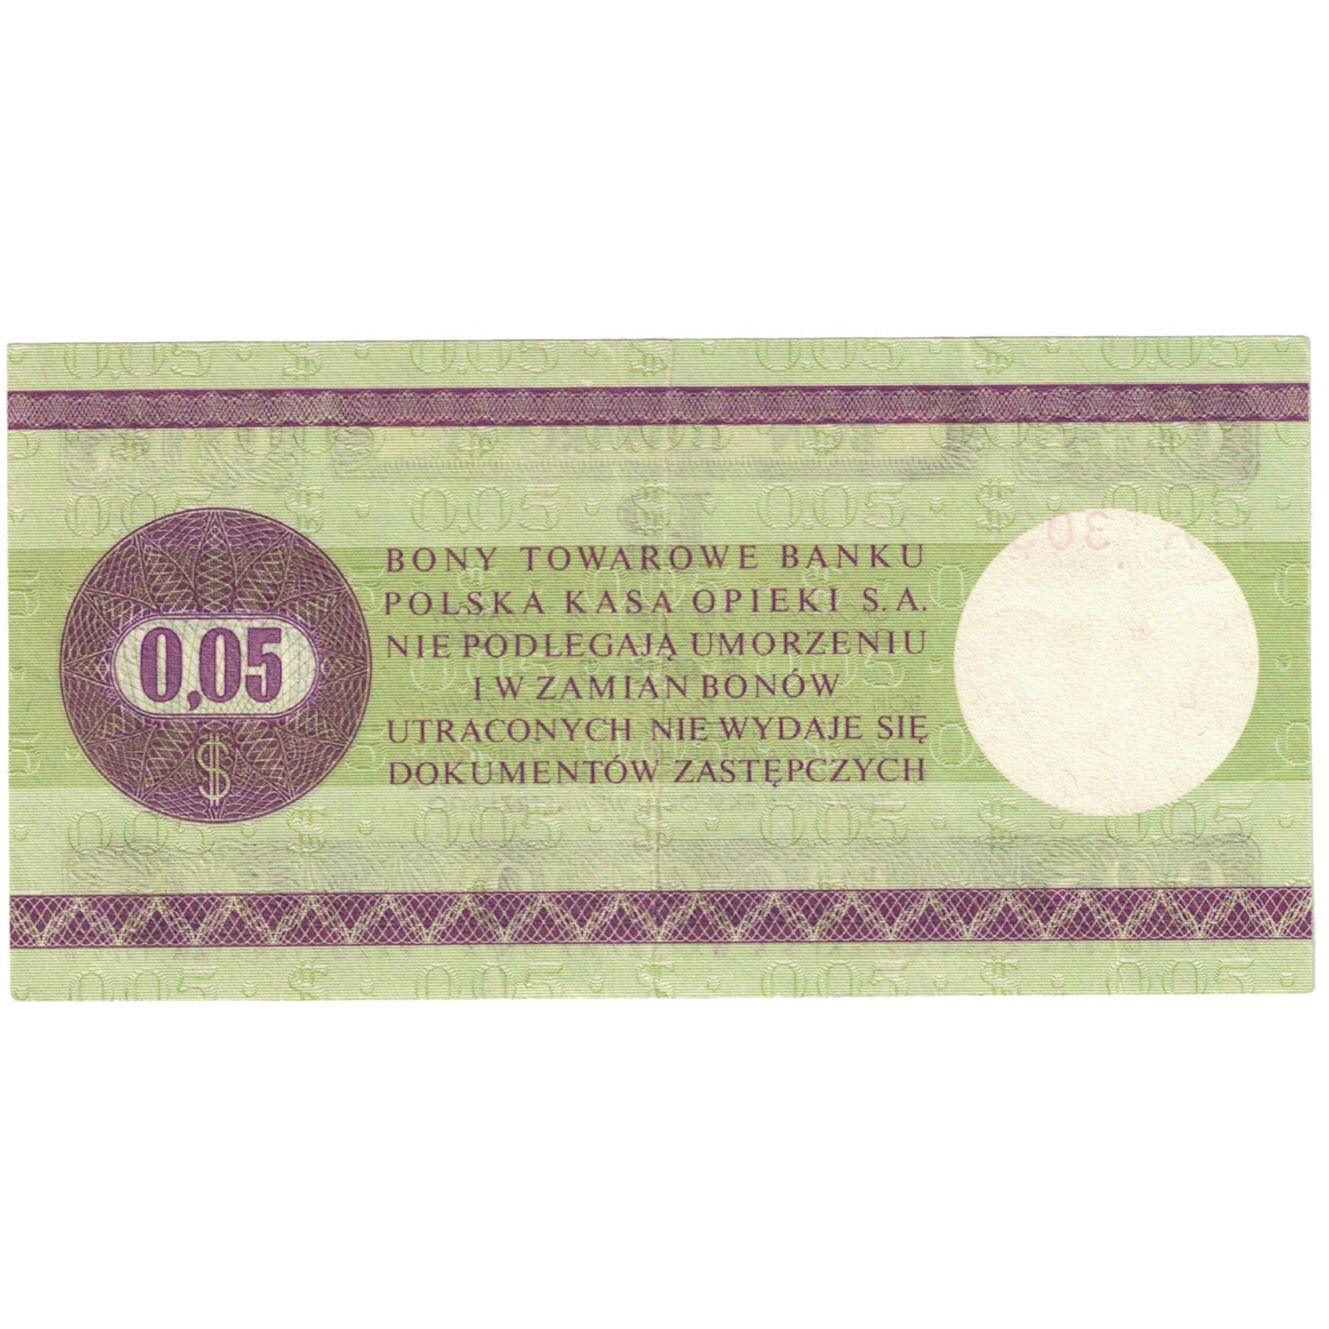 BONY TOWAROWE BANKU
POLSKA KASA OPIEKI S.A.
NIE PODLEGAJĄ UMORZENIU
I W ZAMIAN BONÓW
UTRACONYCH NIE WYDAJE SIĘ
DOKUMENTÓW ZASTĘPCZYCH
0,05
$